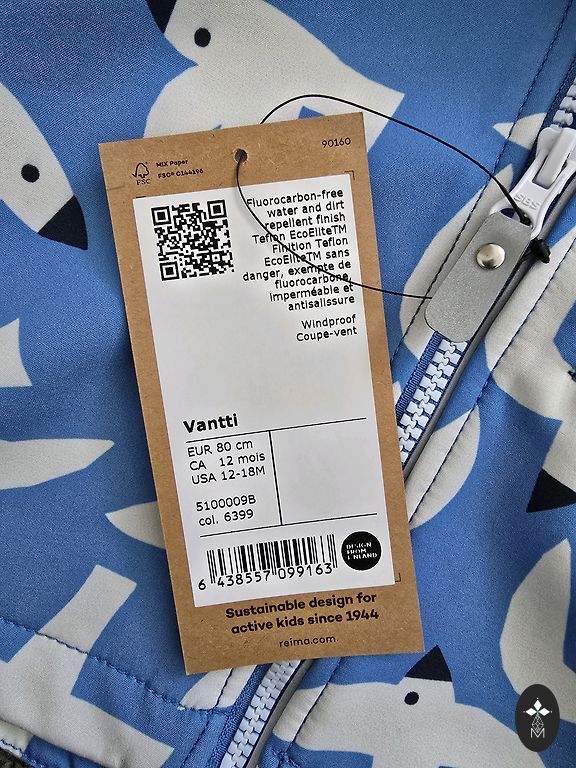 90160
MIX Paper
FSC® C144196
FSC
Fluorocarbon-free
water and dirt
repellent finish
Teflon EcoElite™
Finition Teflon
EcoElite™ sans
danger, exempte de
fluorocarbone,
imperméable et
antisalissure
Windproof
Coupe-vent
Vantti
EUR 80 cm
CA 12 mois
USA 12-18M
5100009B
col. 6399
6 438557 099163
DESIGN
FROM
FINLAND
Sustainable design for
active kids since 1944
reima.com
SBS
M